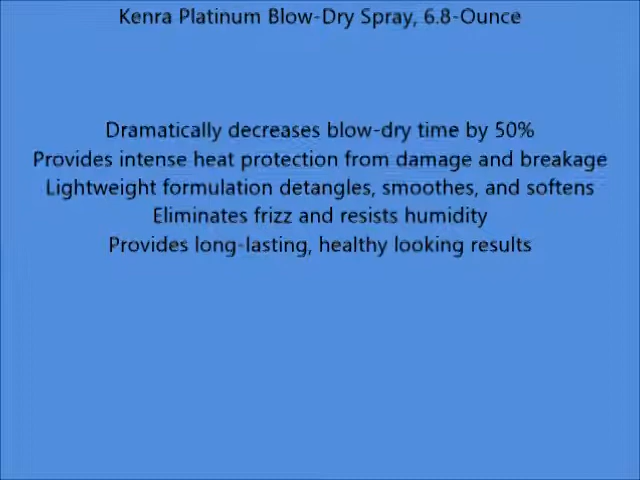 Kenra Platinum Blow-Dry Spray, 6.8-Ounce
Dramatically decreases blow-dry time by 50%
Provides intense heat protection from damage and breakage
Lightweight formulation detangles, smoothes, and softens
Eliminates frizz and resists humidity
Provides long-lasting, healthy looking results